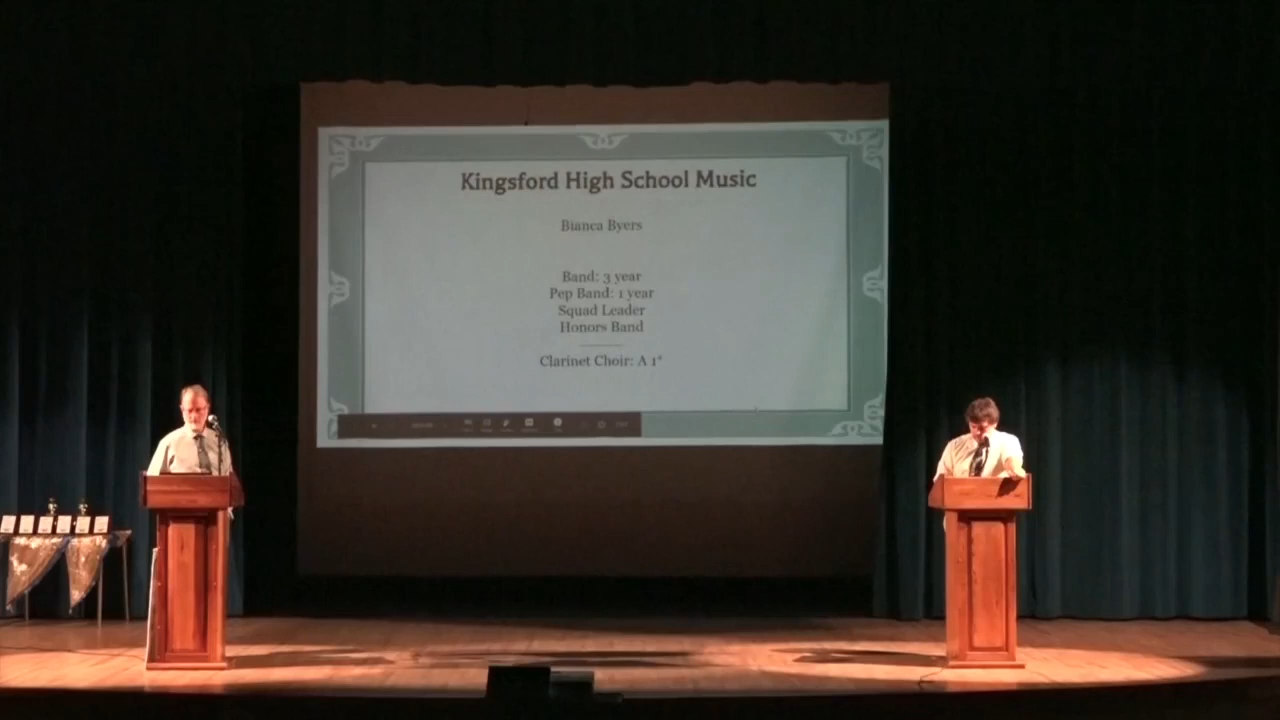 Kingsford High School Music
Bianca Byers
Band: 3 year
Pep Band: 1 year
Squad Leader
Honors Band
Clarinet Choir: A 1*